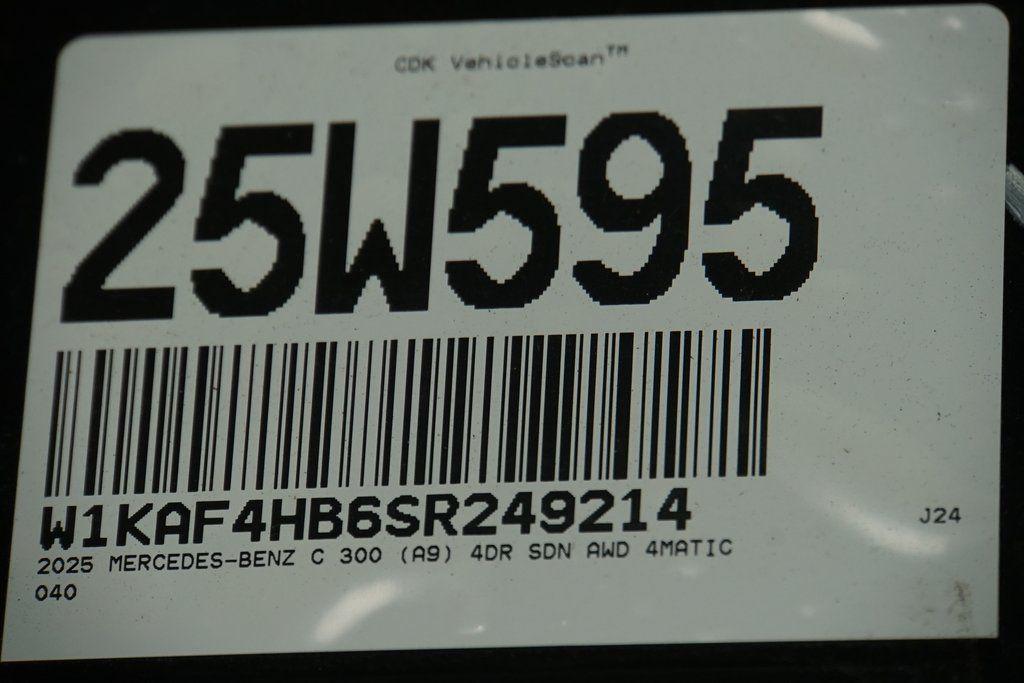 CDK VehicleScan™
25W595
W1KAF4HB6SR249214
J24
2025 MERCEDES-BENZ C 300 (A9) 4DR SDN AWD 4MATIC
040